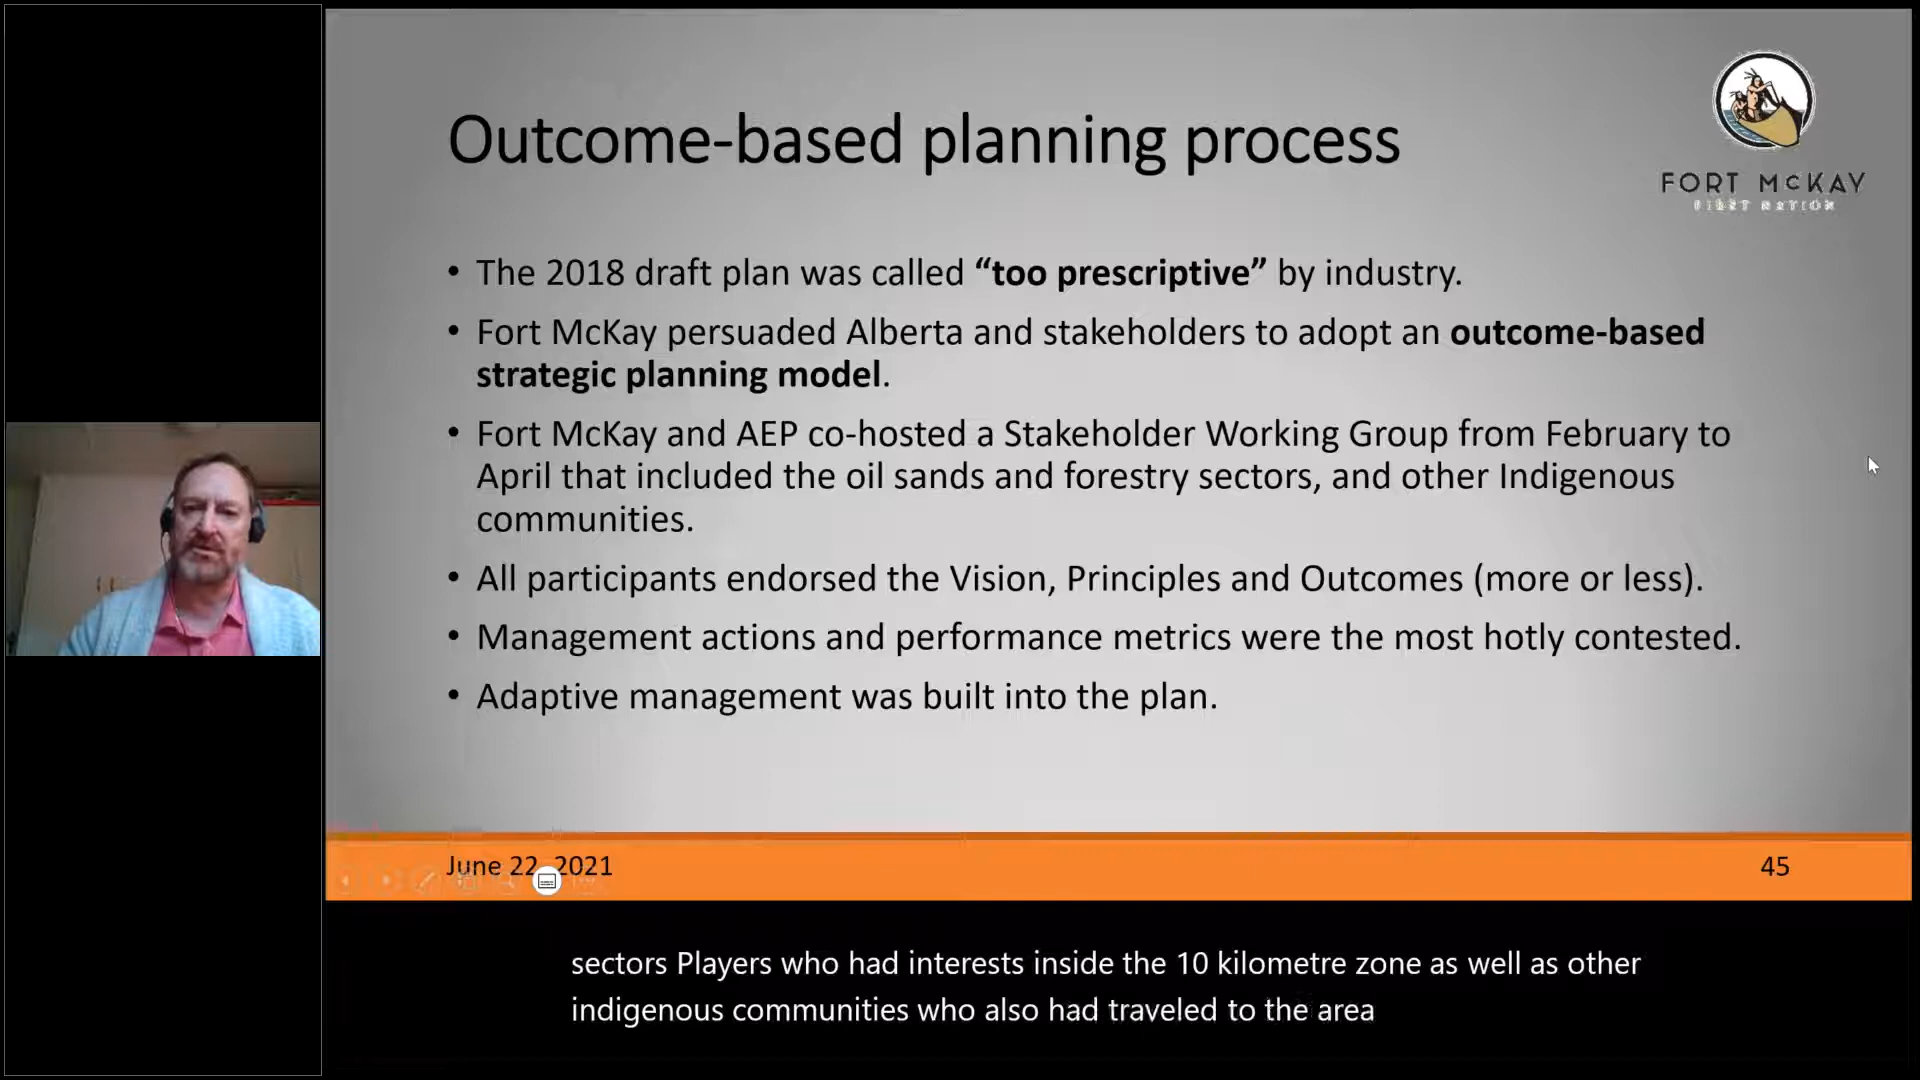 Outcome-based planning process
FORT McKAY
FIRST NATION
• The 2018 draft plan was called “too prescriptive” by industry.
• Fort McKay persuaded Alberta and stakeholders to adopt an outcome-based
strategic planning model.
• Fort McKay and AEP co-hosted a Stakeholder Working Group from February to
April that included the oil sands and forestry sectors, and other Indigenous
communities.
• All participants endorsed the Vision, Principles and Outcomes (more or less).
• Management actions and performance metrics were the most hotly contested.
• Adaptive management was built into the plan.
June 22, 2021
45
sectors Players who had interests inside the 10 kilometre zone as well as other
indigenous communities who also had traveled to the area